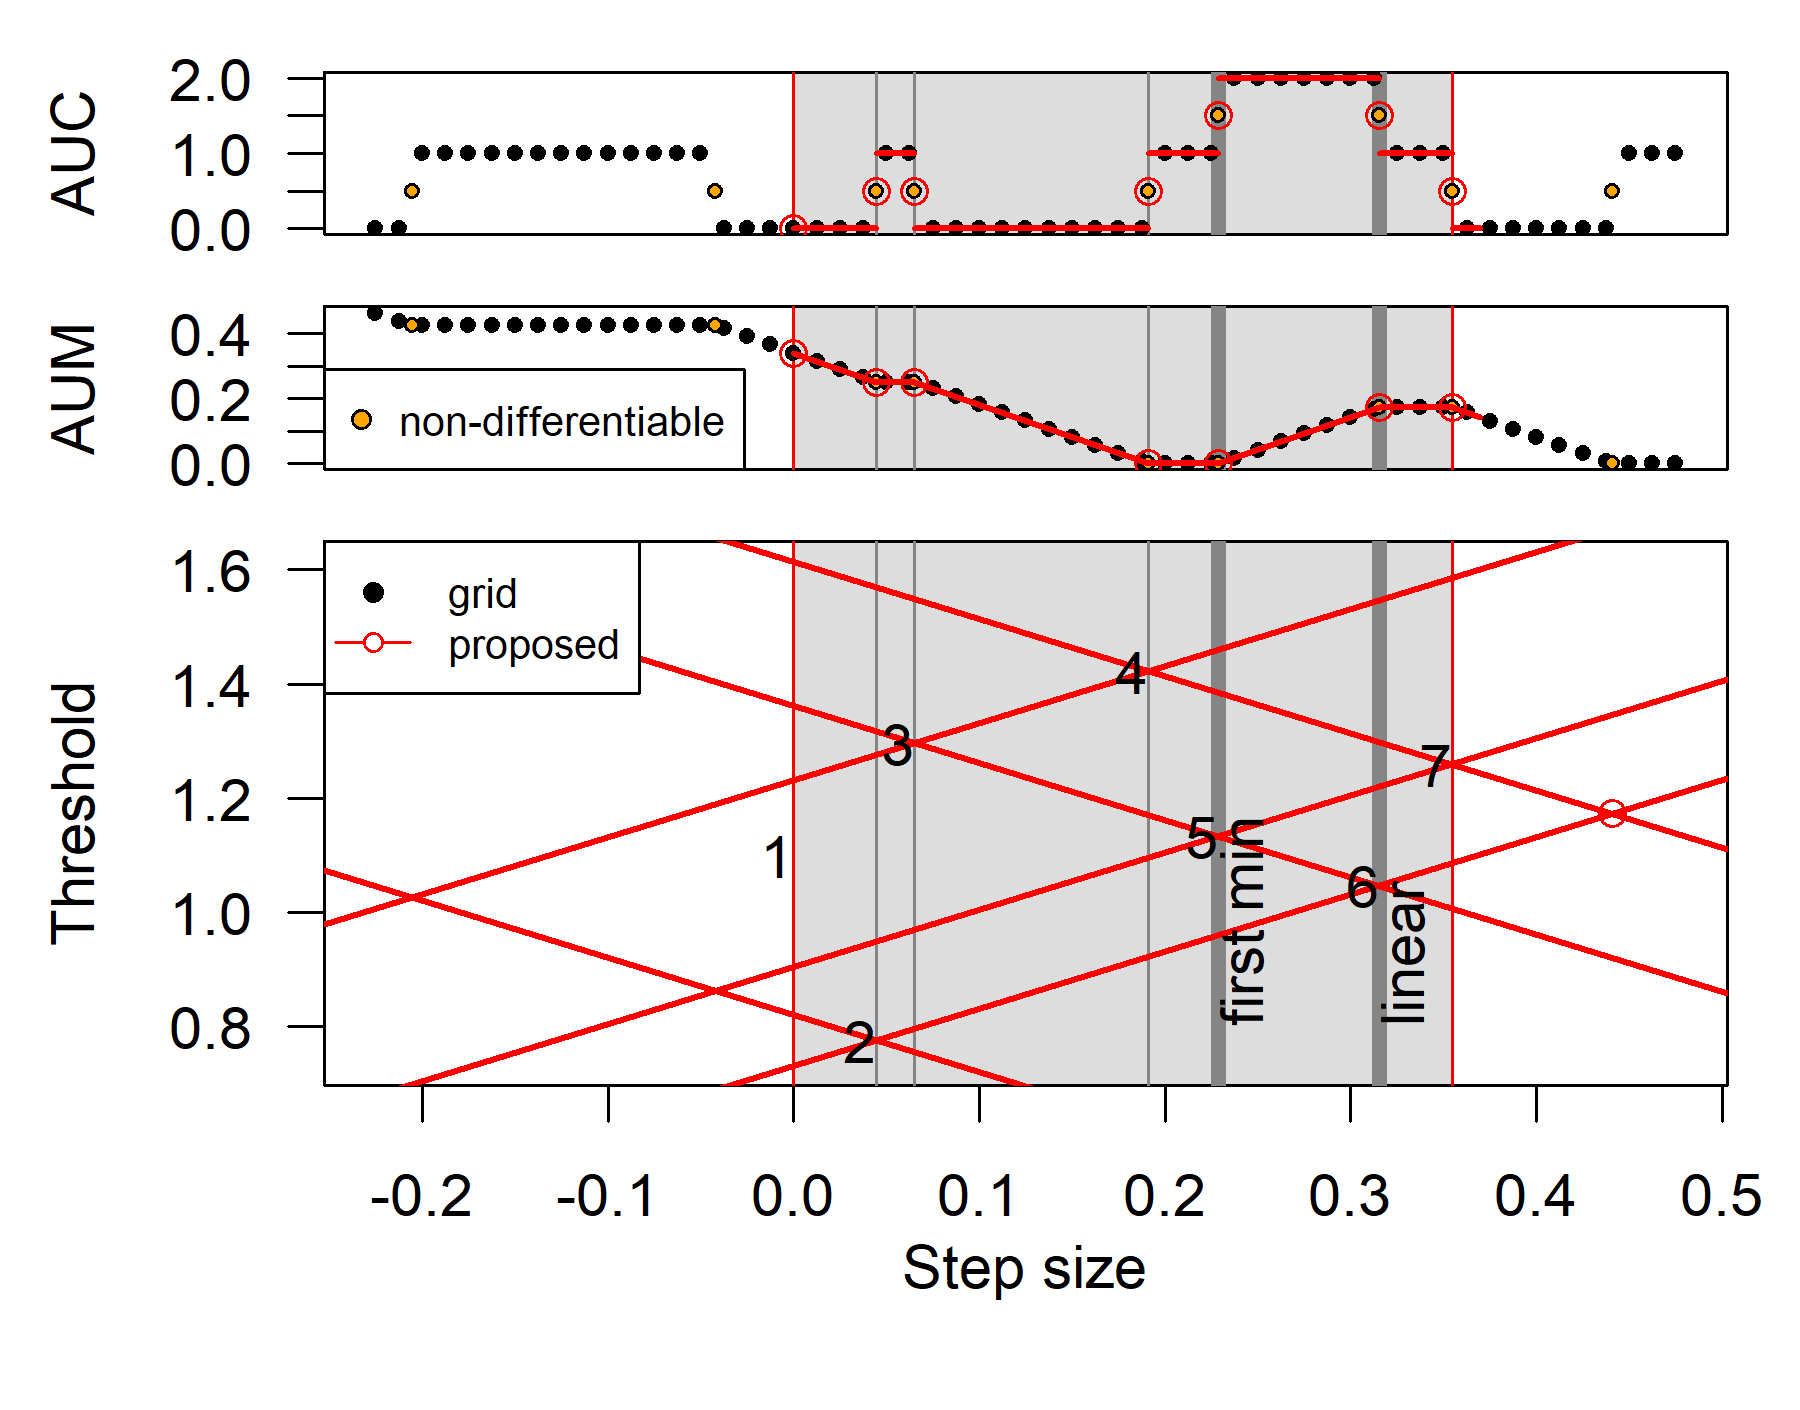 AUC
2.0
1.0
0.0
AUM
0.4
0.2
0.0
non-differentiable
Threshold
1.6
1.4
1.2
1.0
0.8
grid
proposed
1
2
3
4
5
6
7
first min
linear
-0.2 -0.1 0.0 0.1 0.2 0.3 0.4 0.5
Step size